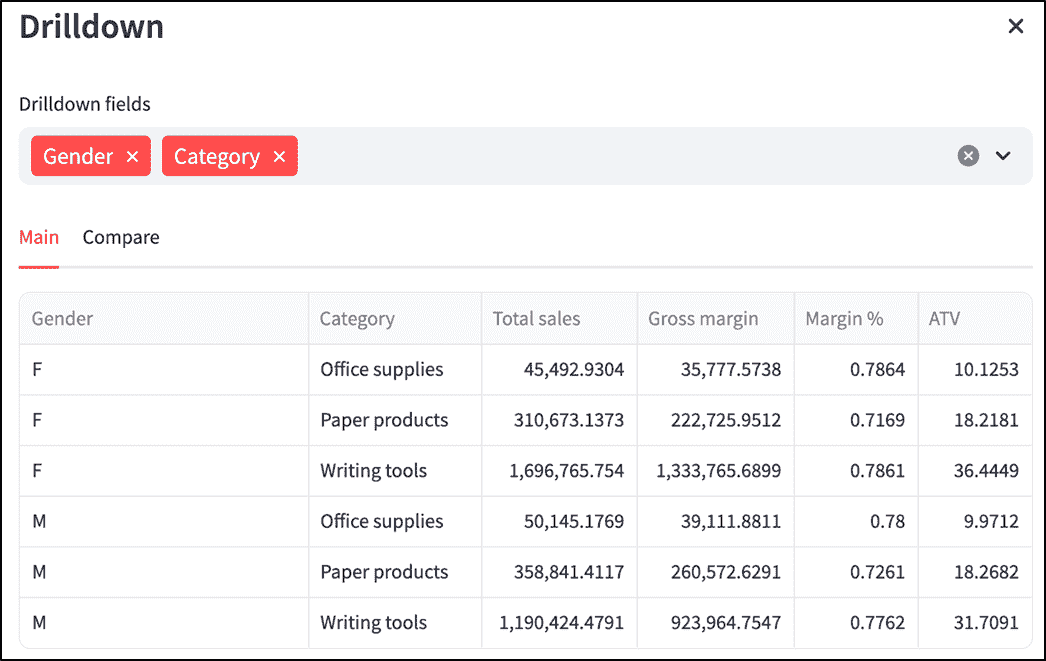 Drilldown
Drilldown fields
Gender Category
Main Compare
Gender Category Total sales Gross margin Margin % ATV
F Office supplies 45,492.9304 35,777.5738 0.7864 10.1253
F Paper products 310,673.1373 222,725.9512 0.7169 18.2181
F Writing tools 1,696,765.754 1,333,765.6899 0.7861 36.4449
M Office supplies 50,145.1769 39,111.8811 0.78 9.9712
M Paper products 358,841.4117 260,572.6291 0.7261 18.2682
M Writing tools 1,190,424.4791 923,964.7547 0.7762 31.7091